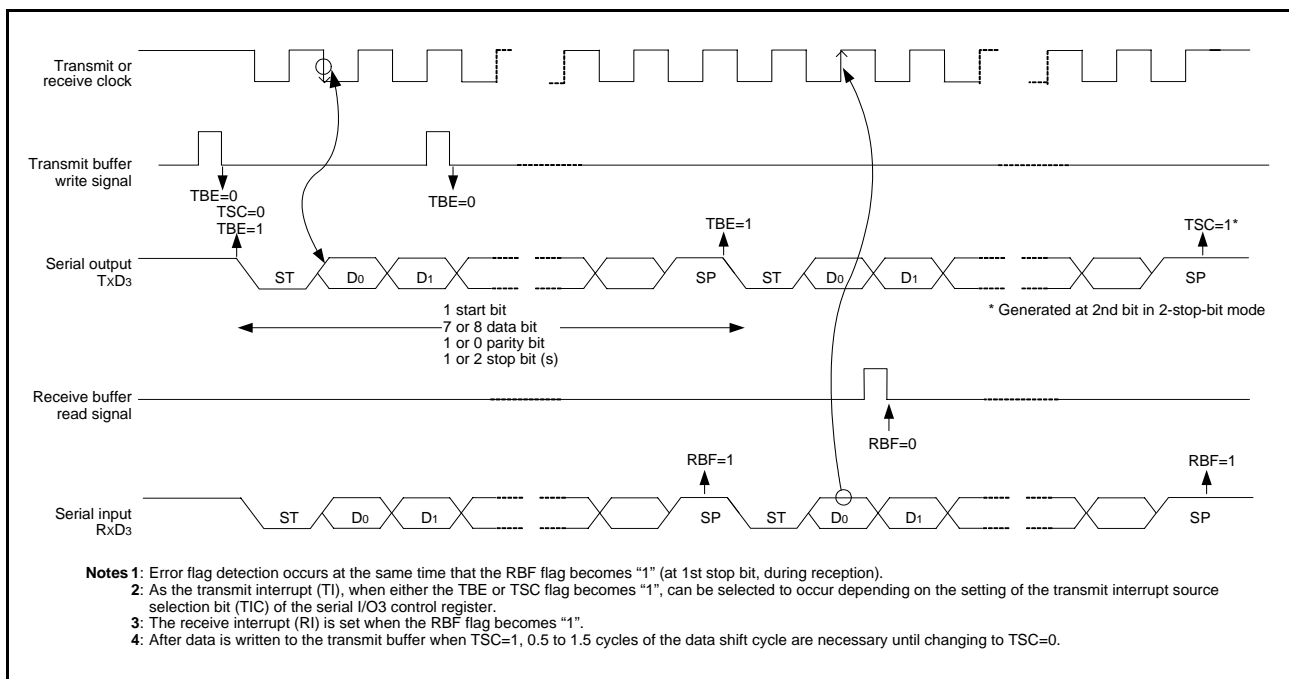 Transmit or
receive clock
Transmit buffer
write signal
TBE=0
TSC=0
TBE=1
TBE=0
TBE=1
TSC=1*
Serial output
TxD3
ST
D0
D1
SP
ST
D0
D1
SP
1 start bit
7 or 8 data bit
1 or 0 parity bit
1 or 2 stop bit (s)
* Generated at 2nd bit in 2-stop-bit mode
Receive buffer
read signal
RBF=0
RBF=1
RBF=1
Serial input
RxD3
ST
D0
D1
SP
ST
D0
D1
SP
Notes 1: Error flag detection occurs at the same time that the RBF flag becomes “1” (at 1st stop bit, during reception).
2: As the transmit interrupt (TI), when either the TBE or TSC flag becomes “1”, can be selected to occur depending on the setting of the transmit interrupt source
selection bit (TIC) of the serial I/O3 control register.
3: The receive interrupt (RI) is set when the RBF flag becomes “1”.
4: After data is written to the transmit buffer when TSC=1, 0.5 to 1.5 cycles of the data shift cycle are necessary until changing to TSC=0.